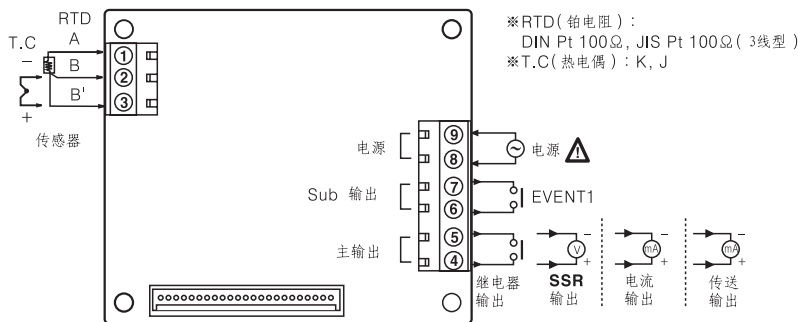 RTD
T.C
A
B
B'
−
+
传感器
①
②
③
※RTD(铂电阻):
DIN Pt 100Ω, JIS Pt 100Ω(3线型)
※T.C(热电偶): K, J
电源
⑨
⑧
电源
Sub 输出
⑦
⑥
EVENT1
主输出
⑤
④
继电器
输出
V
−
+
SSR
输出
mA
−
+
电流
输出
mA
−
+
传送
输出